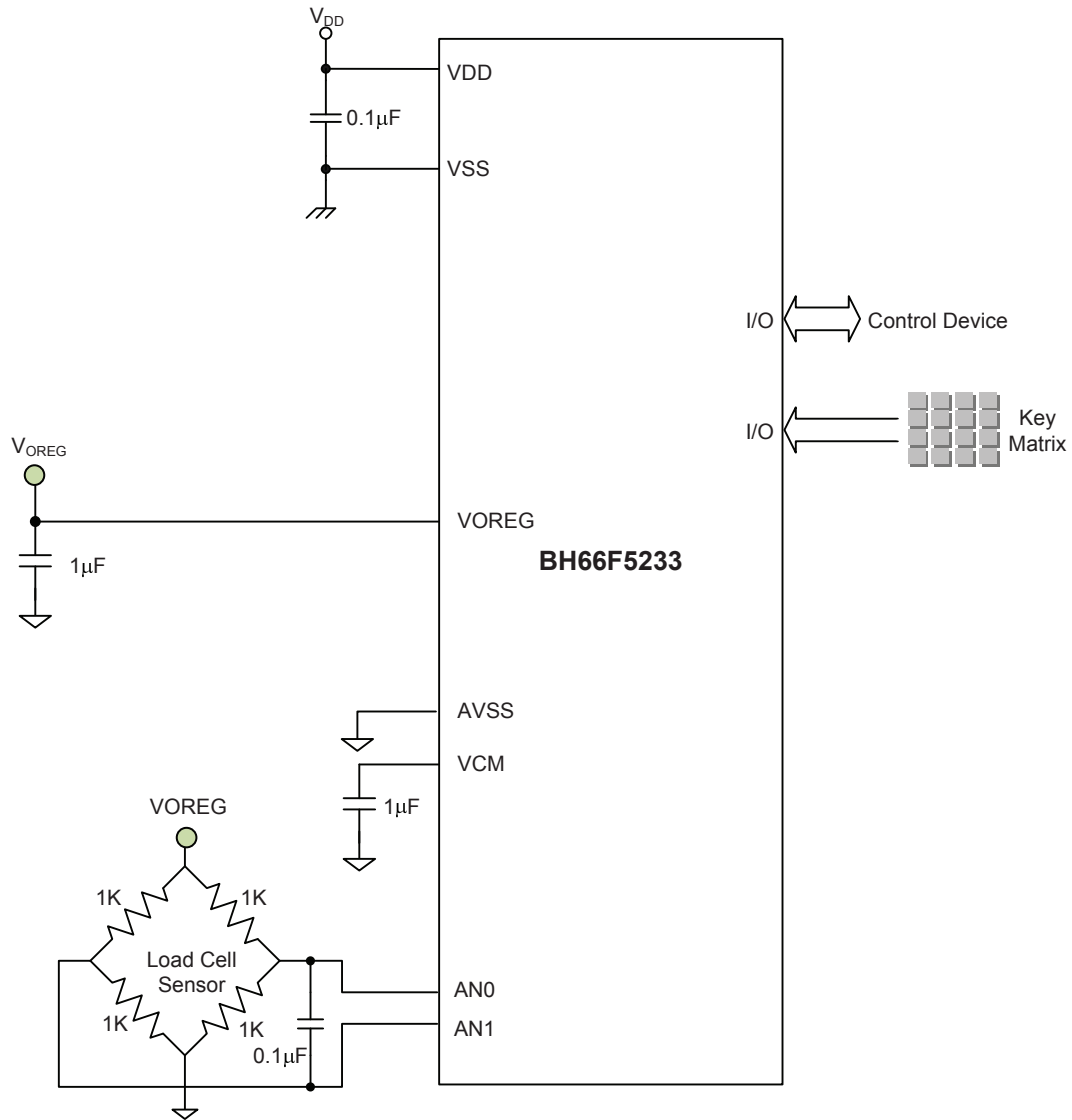 VDD
VDD
0.1μF
VSS
I/O
Control Device
I/O
Key
Matrix
VOREG
VOREG
1μF
BH66F5233
AVSS
VCM
1μF
VOREG
1K
1K
Load Cell
Sensor
1K
1K
0.1μF
AN0
AN1